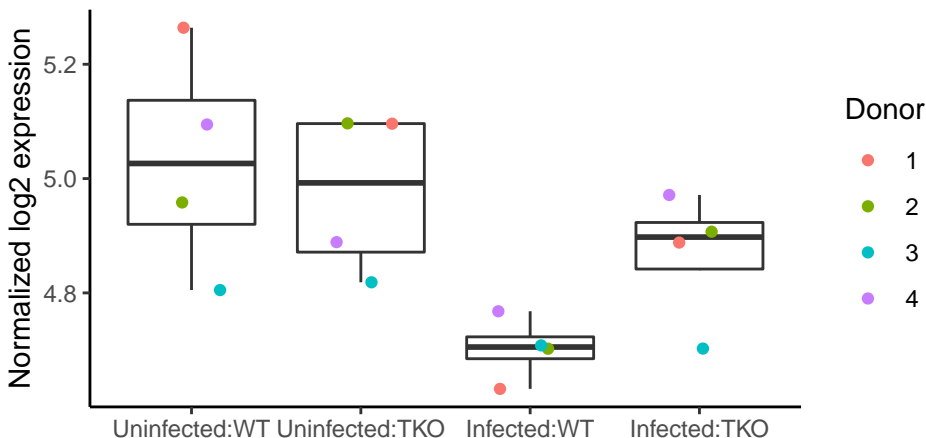 Normalized log2 expression
5.2
5.0
4.8
Uninfected:WT
Uninfected:TKO
Infected:WT
Infected:TKO
Donor
1
2
3
4